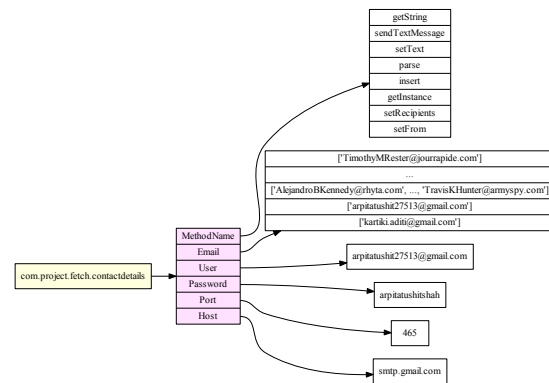 getString
sendTextMessage
setText
parse
insert
getInstance
setRecipients
setFrom
['TimothyMRester@jourrapide.com']
...
['AlejandroBKennedy@rhyta.com', ..., 'TravisKHunter@armyspy.com']
['arpitatushit27513@gmail.com']
['kartiki.aditi@gmail.com']
MethodName
Email
User
Password
Port
Host
com.project.fetch.contactdetails
arpitatushit27513@gmail.com
arpitatushitshah
465
smtp.gmail.com